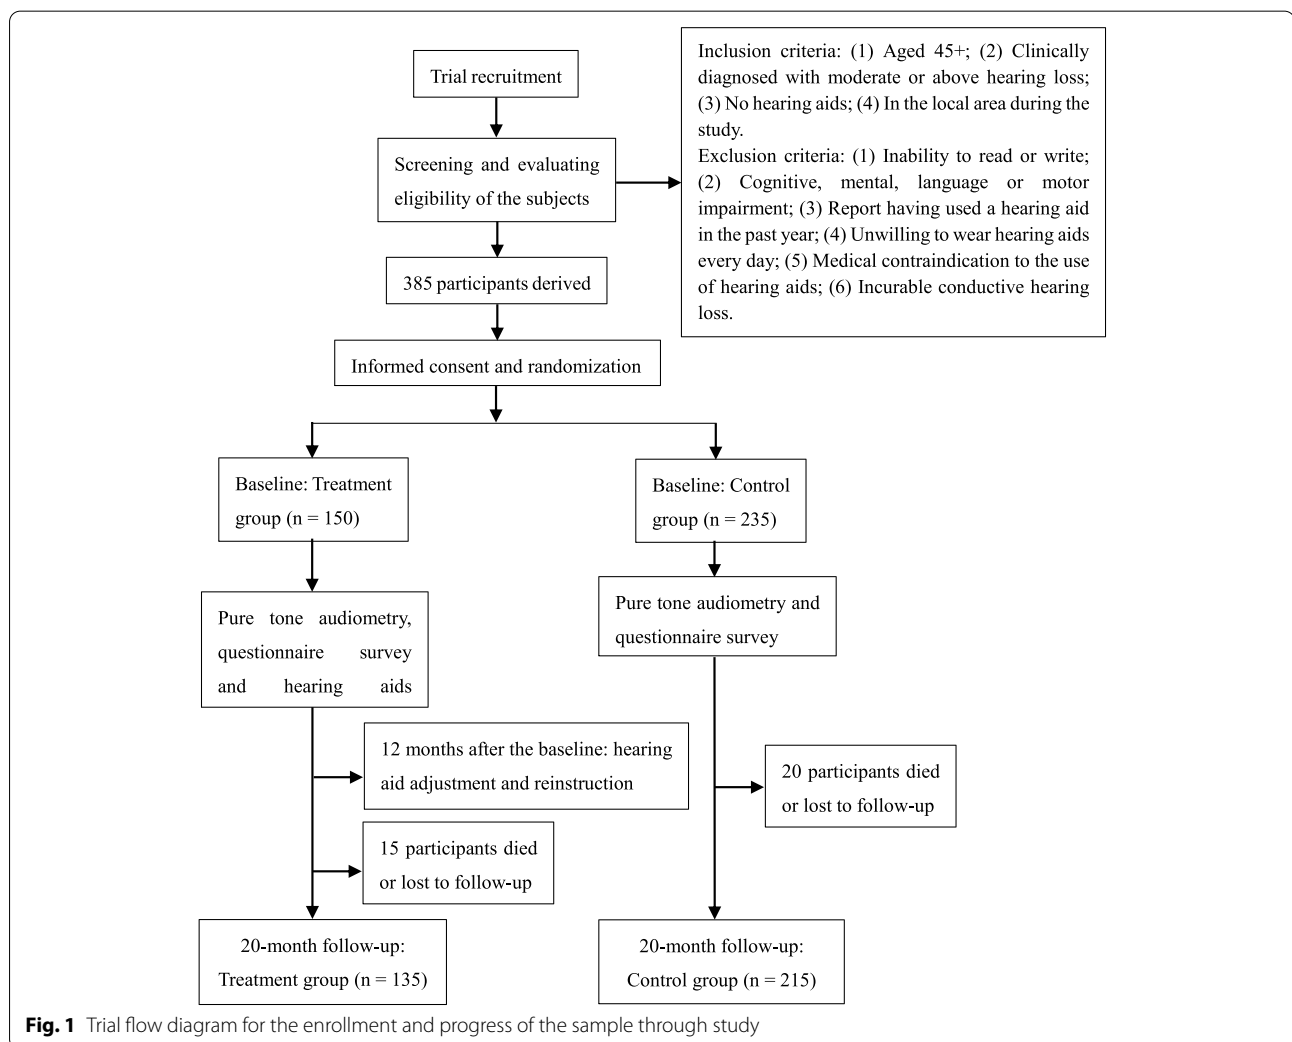 Trial recruitment
Inclusion criteria: (1) Aged 45+; (2) Clinically
diagnosed with moderate or above hearing loss;
(3) No hearing aids; (4) In the local area during the
study.
Exclusion criteria: (1) Inability to read or write;
(2) Cognitive, mental, language or motor
impairment; (3) Report having used a hearing aid
in the past year; (4) Unwilling to wear hearing aids
every day; (5) Medical contraindication to the use
of hearing aids; (6) Incurable conductive hearing
loss.
Screening and evaluating
eligibility of the subjects
385 participants derived
Informed consent and randomization
Baseline: Treatment
group (n = 150)
Baseline: Control
group (n = 235)
Pure tone audiometry,
questionnaire survey
and hearing aids
Pure tone audiometry and
questionnaire survey
12 months after the baseline: hearing
aid adjustment and reinstruction
20 participants died
or lost to follow-up
15 participants died
or lost to follow-up
20-month follow-up:
Treatment group (n = 135)
20-month follow-up:
Control group (n = 215)
Fig. 1 Trial flow diagram for the enrollment and progress of the sample through study